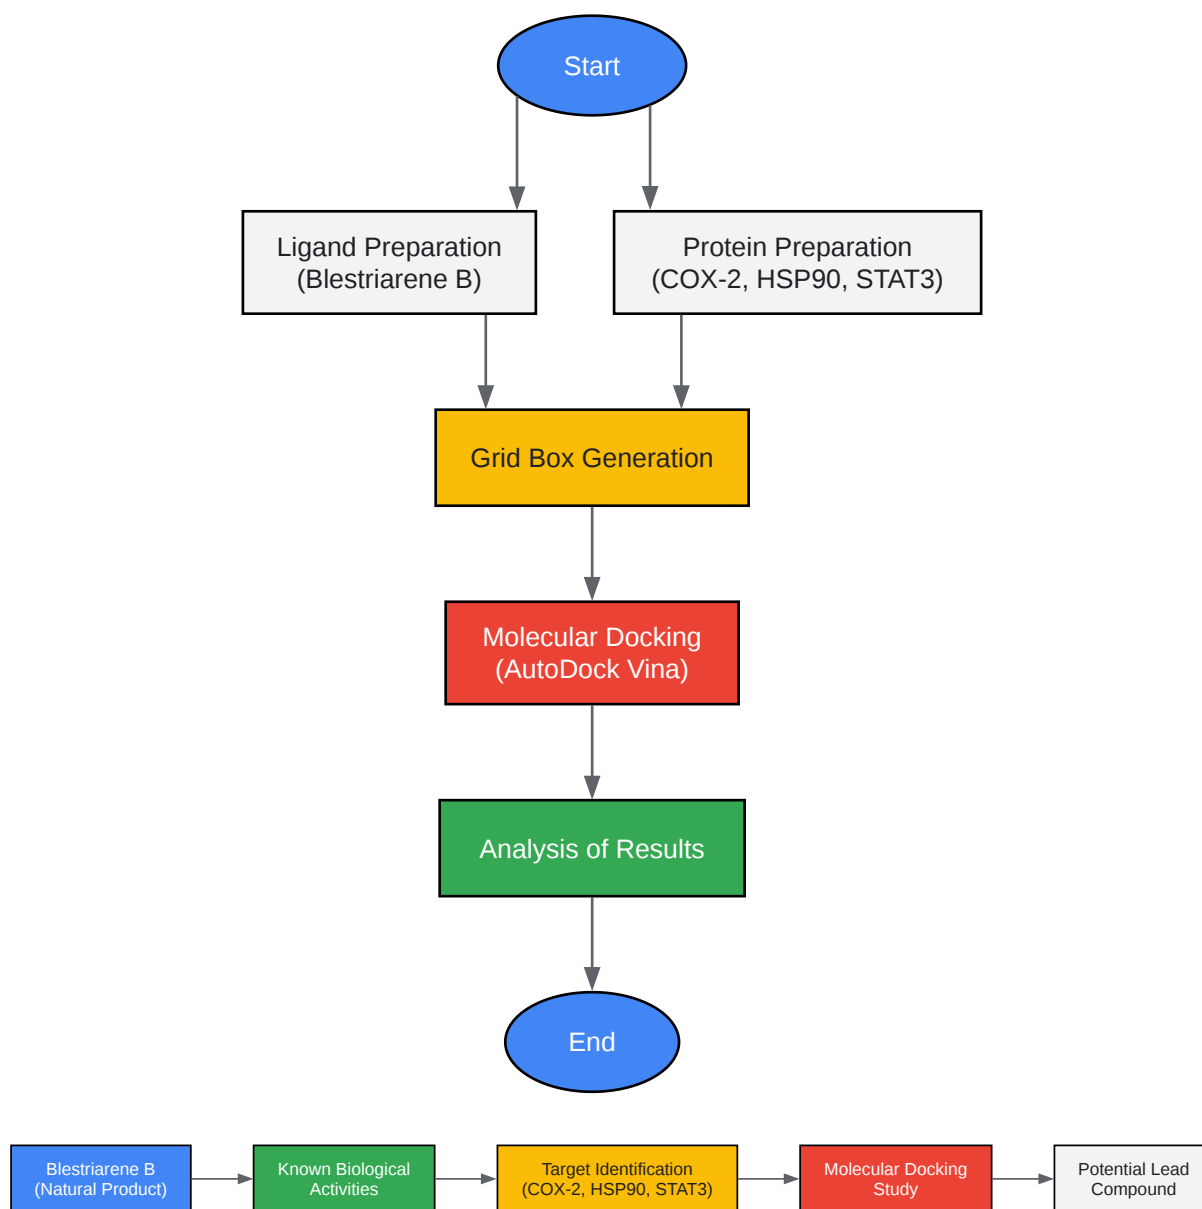 Start
Ligand Preparation
(Blestriarene B)
Protein Preparation
(COX-2, HSP90, STAT3)
Grid Box Generation
Molecular Docking
(AutoDock Vina)
Analysis of Results
End
Blestriarene B
(Natural Product)
Known Biological
Activities
Target Identification
(COX-2, HSP90, STAT3)
Molecular Docking
Study
Potential Lead
Compound